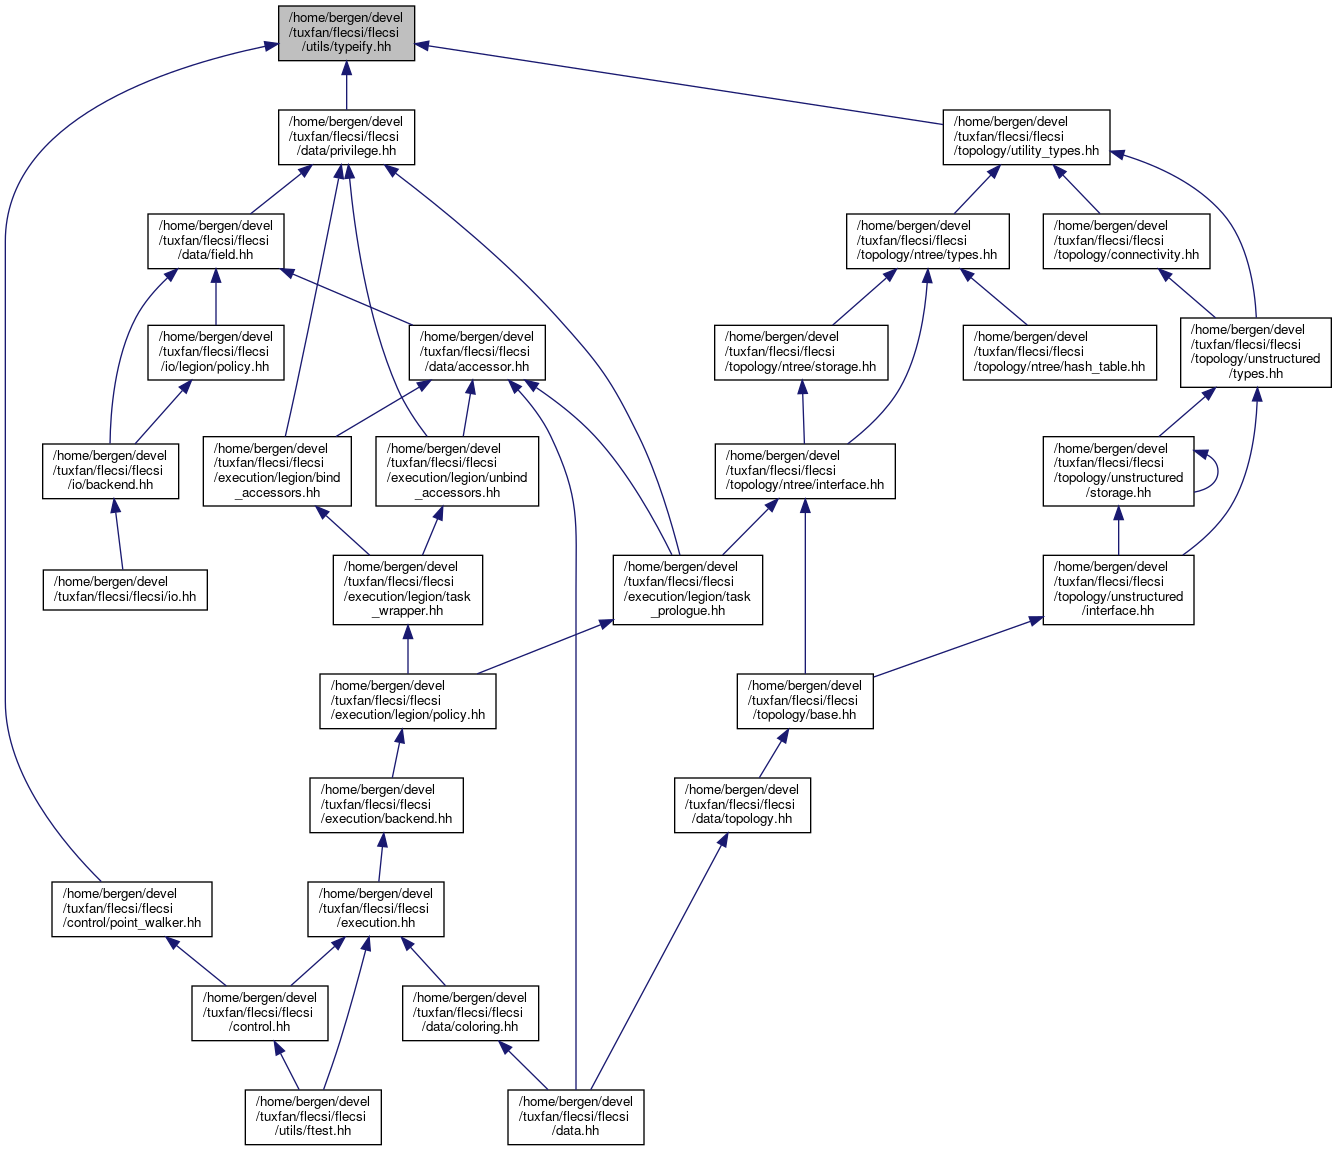 /home/bergen/devel
/tuxfan/flecsi/flecsi
/utils/typeify.hh
/home/bergen/devel
/tuxfan/flecsi/flecsi
/data/privilege.hh
/home/bergen/devel
/tuxfan/flecsi/flecsi
/topology/utility_types.hh
/home/bergen/devel
/tuxfan/flecsi/flecsi
/data/field.hh
/home/bergen/devel
/tuxfan/flecsi/flecsi
/topology/ntree/types.hh
/home/bergen/devel
/tuxfan/flecsi/flecsi
/topology/connectivity.hh
/home/bergen/devel
/tuxfan/flecsi/flecsi
/io/legion/policy.hh
/home/bergen/devel
/tuxfan/flecsi/flecsi
/data/accessor.hh
/home/bergen/devel
/tuxfan/flecsi/flecsi
/topology/ntree/storage.hh
/home/bergen/devel
/tuxfan/flecsi/flecsi
/topology/ntree/hash_table.hh
/home/bergen/devel
/tuxfan/flecsi/flecsi
/topology/unstructured
/types.hh
/home/bergen/devel
/tuxfan/flecsi/flecsi
/io/backend.hh
/home/bergen/devel
/tuxfan/flecsi/flecsi
/execution/legion/bind
_accessors.hh
/home/bergen/devel
/tuxfan/flecsi/flecsi
/execution/legion/unbind
_accessors.hh
/home/bergen/devel
/tuxfan/flecsi/flecsi
/topology/ntree/interface.hh
/home/bergen/devel
/tuxfan/flecsi/flecsi
/topology/unstructured
/storage.hh
/home/bergen/devel
/tuxfan/flecsi/flecsi/io.hh
/home/bergen/devel
/tuxfan/flecsi/flecsi
/execution/legion/task
_wrapper.hh
/home/bergen/devel
/tuxfan/flecsi/flecsi
/execution/legion/task
_prologue.hh
/home/bergen/devel
/tuxfan/flecsi/flecsi
/topology/unstructured
/interface.hh
/home/bergen/devel
/tuxfan/flecsi/flecsi
/execution/legion/policy.hh
/home/bergen/devel
/tuxfan/flecsi/flecsi
/topology/base.hh
/home/bergen/devel
/tuxfan/flecsi/flecsi
/execution/backend.hh
/home/bergen/devel
/tuxfan/flecsi/flecsi
/data/topology.hh
/home/bergen/devel
/tuxfan/flecsi/flecsi
/control/point_walker.hh
/home/bergen/devel
/tuxfan/flecsi/flecsi
/execution.hh
/home/bergen/devel
/tuxfan/flecsi/flecsi
/control.hh
/home/bergen/devel
/tuxfan/flecsi/flecsi
/data/coloring.hh
/home/bergen/devel
/tuxfan/flecsi/flecsi
/utils/ftest.hh
/home/bergen/devel
/tuxfan/flecsi/flecsi
/data.hh